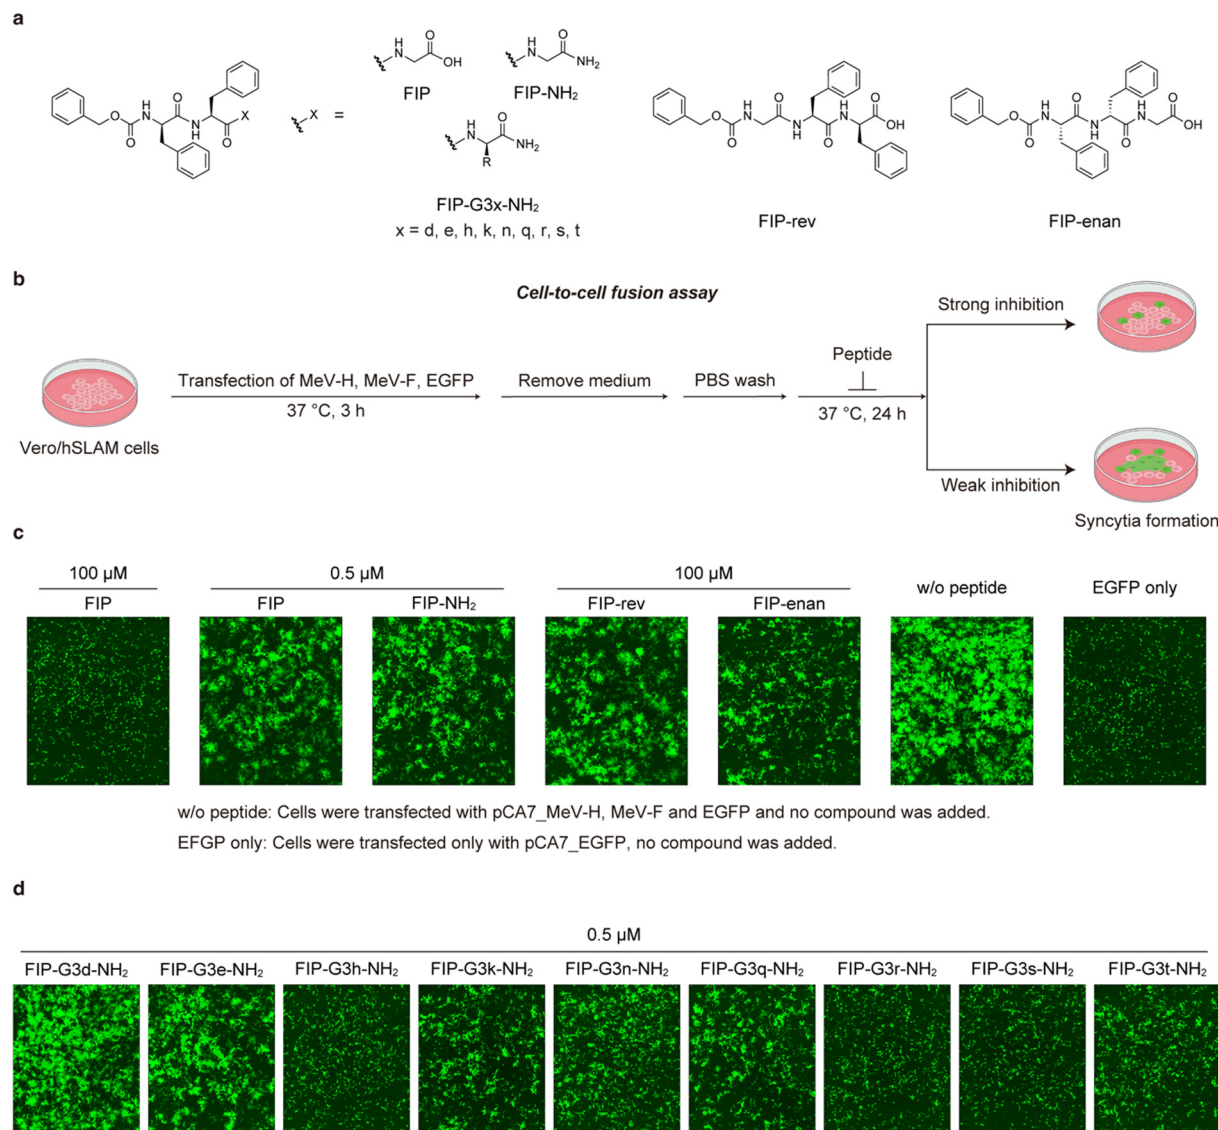 a
H
N
O
OH
FIP
H
N
O
NH₂
FIP-NH₂
O
O
H
N
O
N
H
X
O
X =
H
N
O
NH₂
R
FIP-G3x-NH₂
x = d, e, h, k, n, q, r, s, t
O
O
H
N
O
N
H
O
H
N
O
OH
FIP-rev
O
O
H
N
O
N
H
O
H
N
O
OH
FIP-enan
b
Cell-to-cell fusion assay
Vero/hSLAM cells
Transfection of MeV-H, MeV-F, EGFP
37 °C, 3 h
Remove medium
PBS wash
Peptide
37 °C, 24 h
Strong inhibition
Weak inhibition
Syncytia formation
c
100 µM
0.5 µM
100 µM
w/o peptide
EGFP only
FIP
FIP
FIP-NH₂
FIP-rev
FIP-enan
w/o peptide: Cells were transfected with pCA7_MeV-H, MeV-F and EGFP and no compound was added.
EFGP only: Cells were transfected only with pCA7_EGFP, no compound was added.
d
0.5 µM
FIP-G3d-NH₂ FIP-G3e-NH₂ FIP-G3h-NH₂ FIP-G3k-NH₂ FIP-G3n-NH₂ FIP-G3q-NH₂ FIP-G3r-NH₂ FIP-G3s-NH₂ FIP-G3t-NH₂